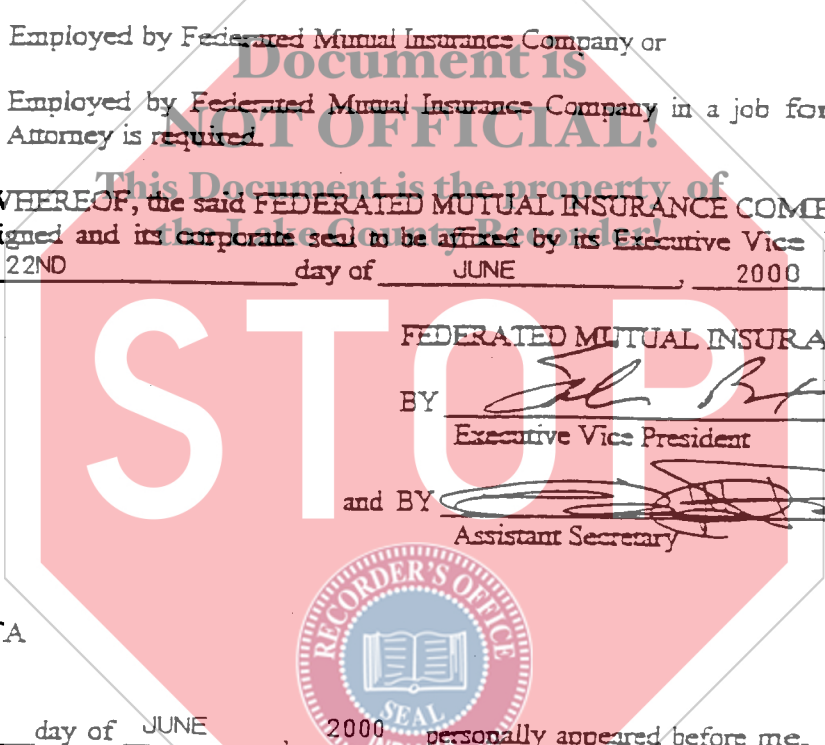 Employed by Federated Mutual Insurance Company or
Document is
Employed by Federated Mutual Insurance Company in a job for
NOT OFFICIAL!
Attorney is required.
This Document is the property of
WHEREOF, the said FEDERATED MUTUAL INSURANCE COMP
the Lake County Recorder!
igned and its corporate seal to be affixed by its Executive Vice
22ND day of JUNE, 2000
STOP
FEDERATED MUTUAL INSURA
BY
Executive Vice President
and BY
Assistant Secretary
RECORDER'S OFFICE
SEAL
TA
day of JUNE, 2000 personally appeared before me,